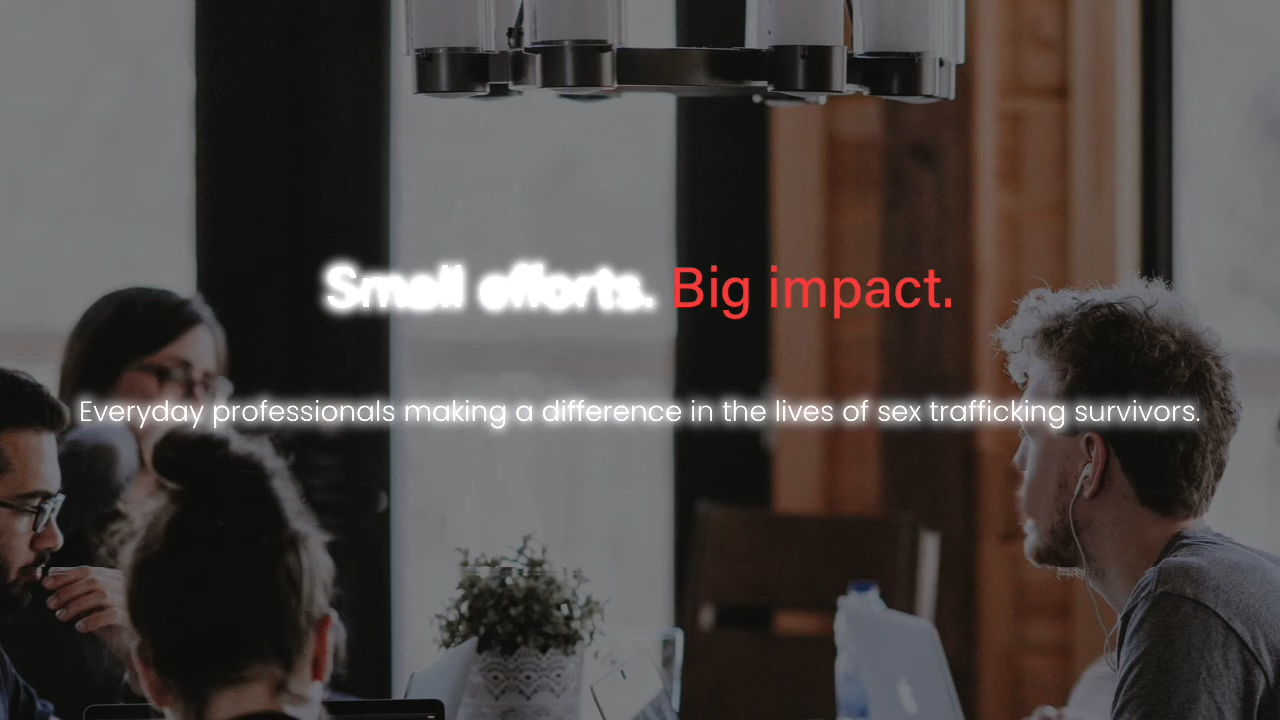 Small efforts. Big impact.
Everyday professionals making a difference in the lives of sex trafficking survivors.